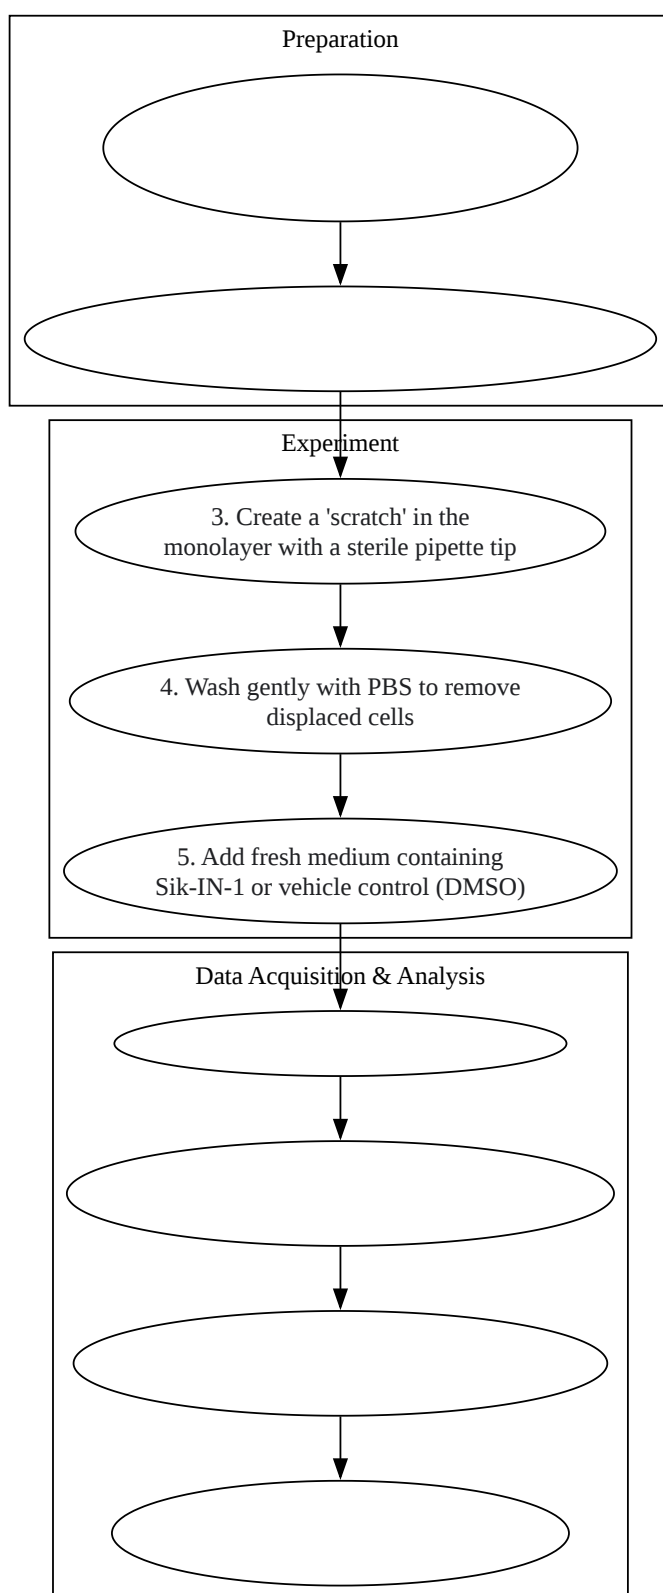 Preparation
Experiment
3. Create a 'scratch' in the
monolayer with a sterile pipette tip
4. Wash gently with PBS to remove
displaced cells
5. Add fresh medium containing
Sik-IN-1 or vehicle control (DMSO)
Data Acquisition & Analysis